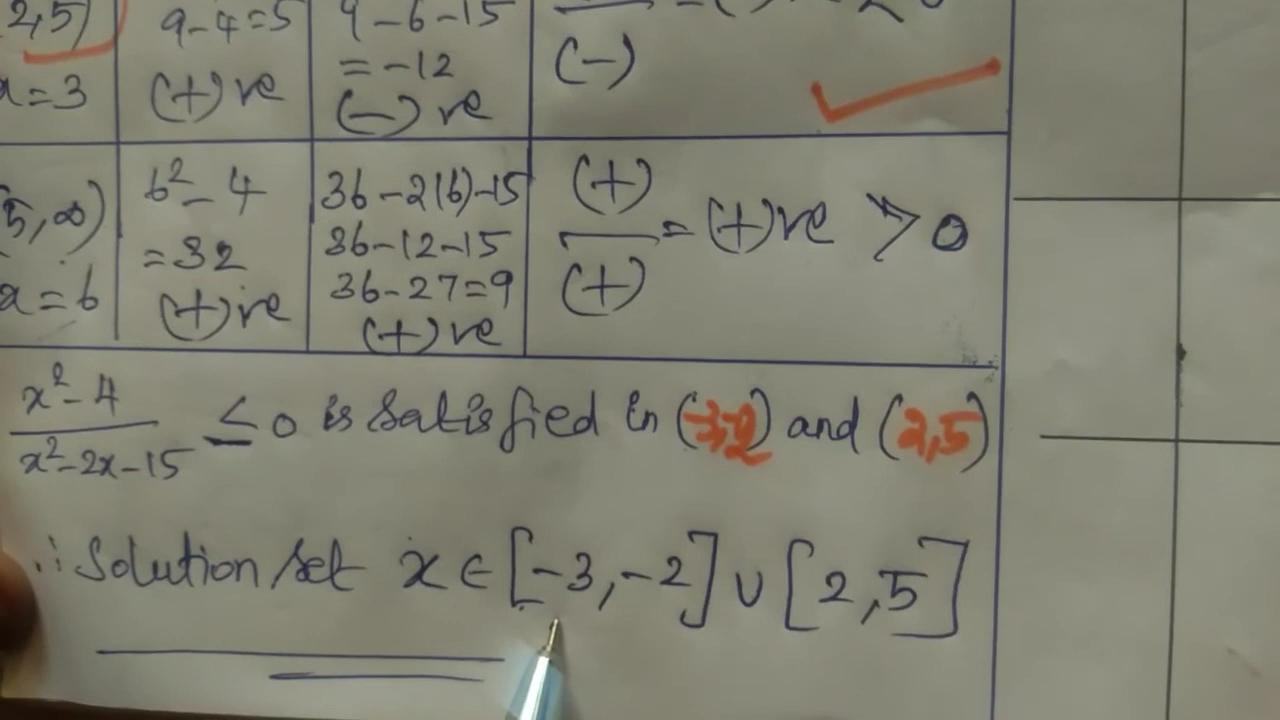 2,5) 9-4=5 9-6-15
= -12 (-)
x=3 (+)ve (-)ve
6²-4 36-2(6)-15 (+)
5,∞) =32 36-12-15 — = (+)ve > 0
x=6 36-27=9 (+)
(+)ve (+)ve
x²-4 / x²-2x-15 ≤ 0 is satisfied in (-3,-2) and (2,5)
∴ Solution set x ∈ [-3,-2] ∪ [2,5]